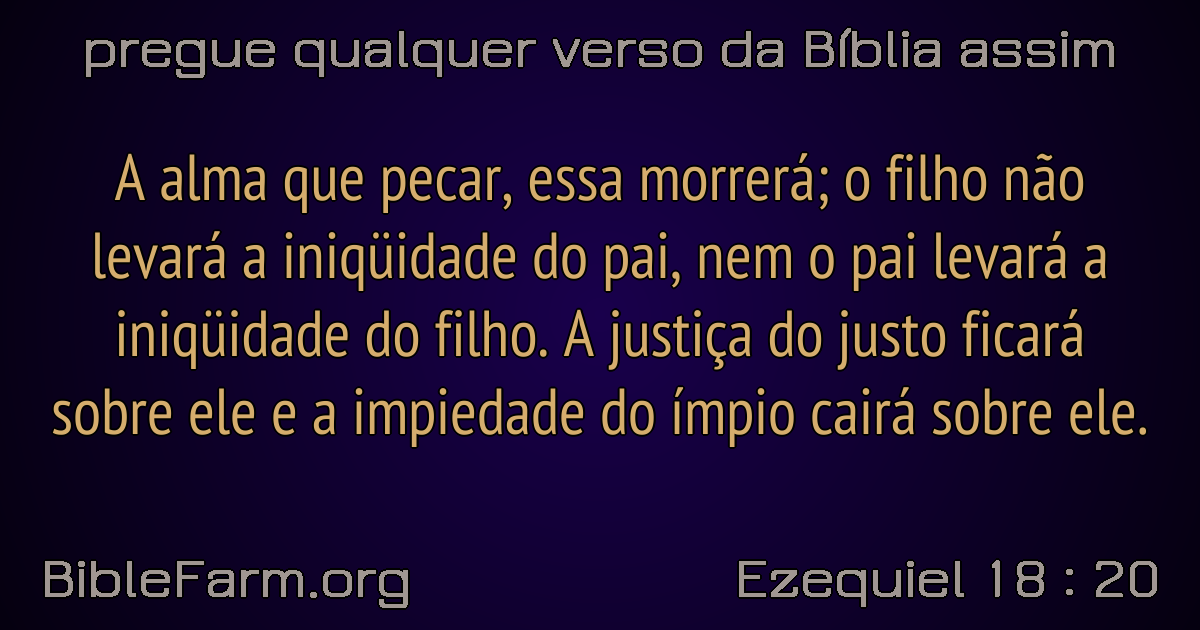 pregue qualquer verso da Bíblia assim
A alma que pecar, essa morrerá; o filho não
levará a iniqüidade do pai, nem o pai levará a
iniqüidade do filho. A justiça do justo ficará
sobre ele e a impiedade do ímpio cairá sobre ele.
BibleFarm.org
Ezequiel 18 : 20